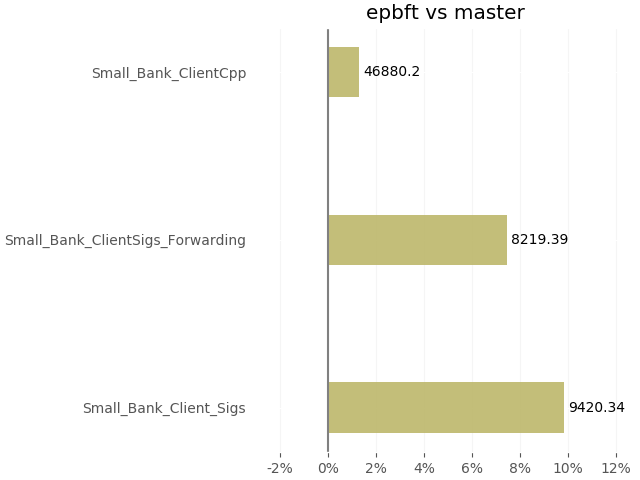 epbft vs master
Small_Bank_ClientCpp
46880.2
Small_Bank_ClientSigs_Forwarding
8219.39
Small_Bank_Client_Sigs
9420.34
-2% 0% 2% 4% 6% 8% 10% 12%